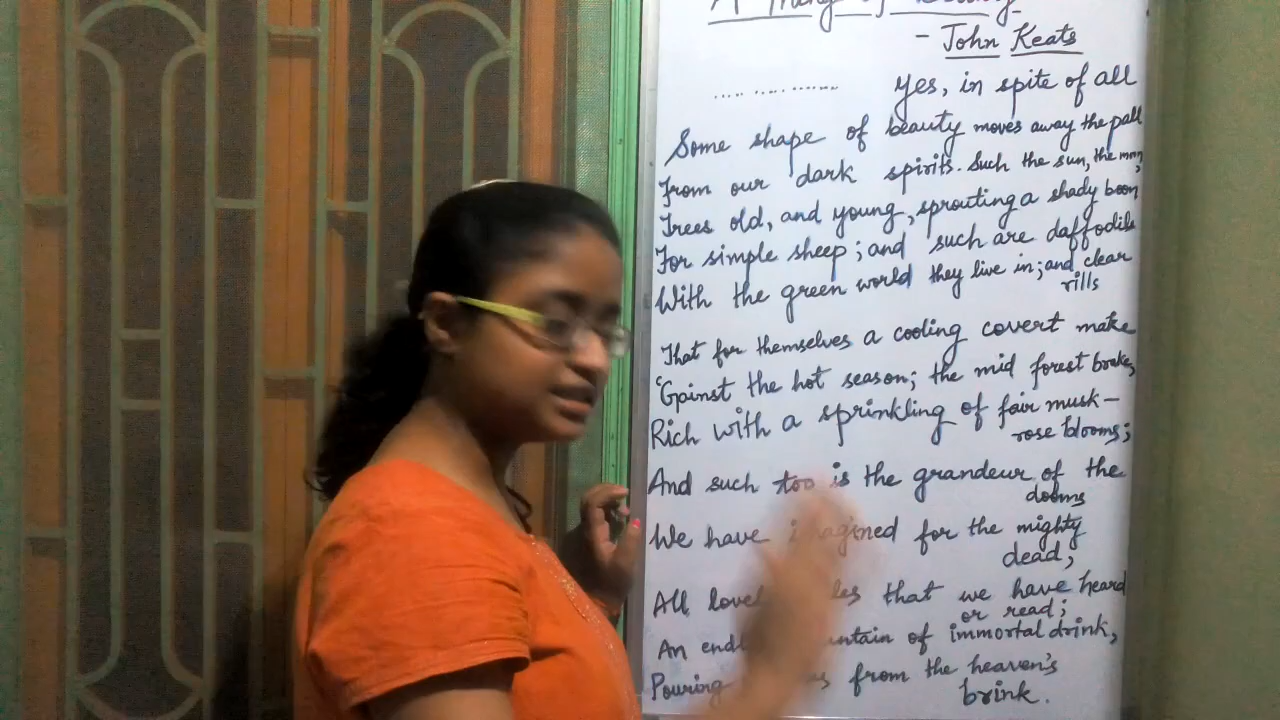 A Thing of Beauty
- John Keats
..... .... ........ Yes, in spite of all
Some shape of beauty moves away the pall
From our dark spirits. Such the sun, the moon,
Trees old, and young, sprouting a shady boon
For simple sheep; and such are daffodils
With the green world they live in; and clear
rills
That for themselves a cooling covert make
'Gainst the hot season; the mid forest brake,
Rich with a sprinkling of fair musk-
rose blooms;
And such too is the grandeur of the
dooms
We have imagined for the mighty
dead;
All that we have heard
or read;
An of immortal drink,
Pouring from the heaven's
brink.